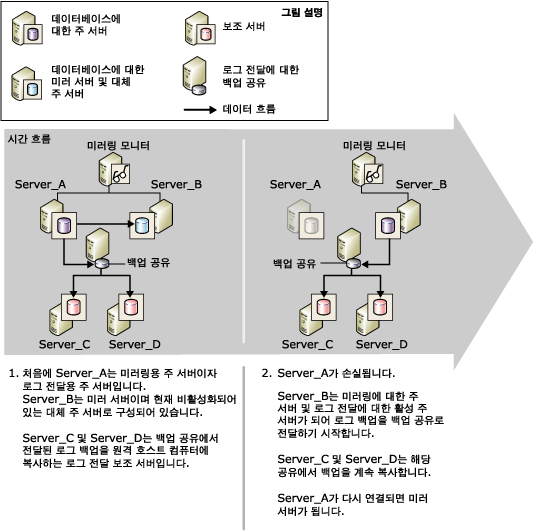 그림 설명
데이터베이스에
대한 주 서버
보조 서버
데이터베이스에 대한
미러 서버 및 대체
주 서버
로그 전달에 대한
백업 공유
데이터 흐름
시간 흐름
미러링 모니터
Server_A
Server_B
백업 공유
Server_C
Server_D
미러링 모니터
Server_A
Server_B
백업 공유
Server_C
Server_D
1. 처음에 Server_A는 미러링용 주 서버이자
로그 전달용 주 서버입니다.
Server_B는 미러 서버이며 현재 비활성화되어
있는 대체 주 서버로 구성되어 있습니다.
Server_C 및 Server_D는 백업 공유에서
전달된 로그 백업을 원격 호스트 컴퓨터에
복사하는 로그 전달 보조 서버입니다.
2. Server_A가 손실됩니다.
Server_B는 미러링에 대한 주
서버 및 로그 전달에 대한 활성 주
서버가 되어 로그 백업을 백업 공유로
전달하기 시작합니다.
Server_C 및 Server_D는 해당
공유에서 백업을 계속 복사합니다.
Server_A가 다시 연결되면 미러
서버가 됩니다.